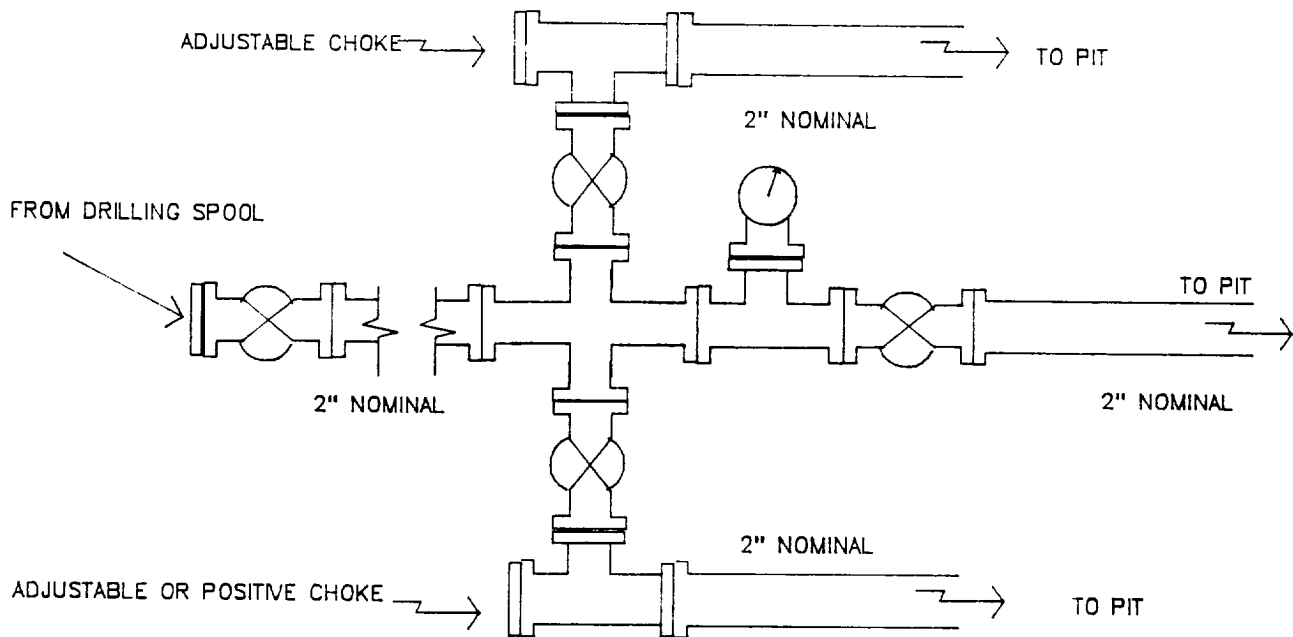 ADJUSTABLE CHOKE
TO PIT
2" NOMINAL
FROM DRILLING SPOOL
TO PIT
2" NOMINAL
2" NOMINAL
2" NOMINAL
ADJUSTABLE OR POSITIVE CHOKE
TO PIT